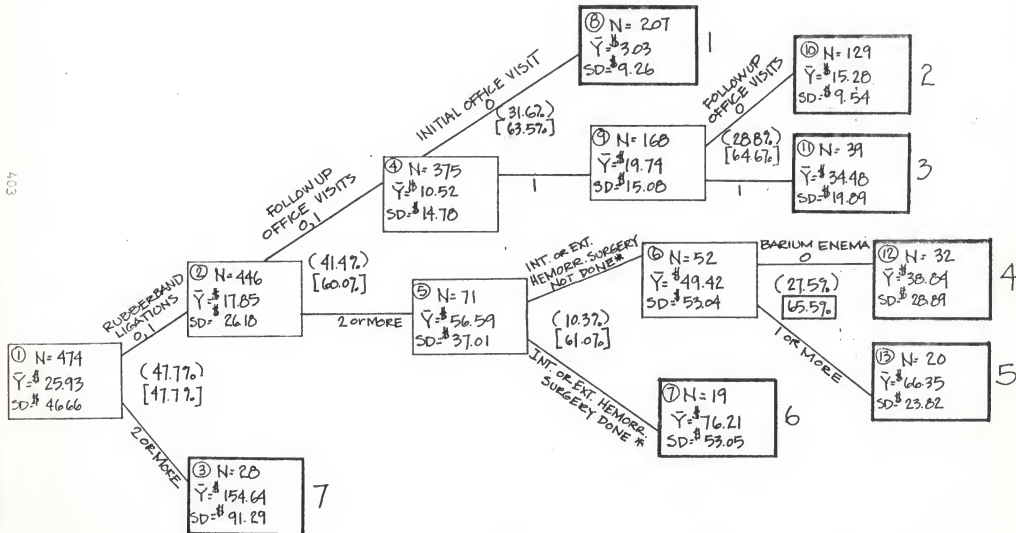 403
① N= 474
Ȳ=$ 25.93
SD=$ 46.66
RUBBERBAND
LIGATIONS
0,1
(47.7%)
[47.7%]
2 OR MORE
② N= 446
Ȳ=$ 17.85
SD=$ 26.18
③ N= 28
Ȳ=$ 154.64
SD=$ 91.29
7
FOLLOWUP
OFFICE VISITS
0,1
(41.4%)
[60.0%]
2 OR MORE
④ N= 375
Ȳ=$ 10.52
SD=$ 14.78
INITIAL OFFICE VISIT
0
(31.6%)
[63.5%]
1
⑧ N= 207
Ȳ=$ 3.03
SD=$ 9.26
1
⑨ N= 168
Ȳ=$ 19.74
SD=$ 15.08
FOLLOWUP
OFFICE VISITS
0
(28.8%)
[64.6%]
1
⑩ N= 129
Ȳ=$ 15.28
SD=$ 9.54
2
⑪ N= 39
Ȳ=$ 34.48
SD=$ 19.89
3
⑤ N= 71
Ȳ=$ 56.59
SD=$ 37.01
INT. OR EXT.
HEMORR. SURGERY
NOT DONE*
(10.3%)
[61.0%]
INT. OR EXT. HEMORR.
SURGERY DONE *
⑥ N= 52
Ȳ=$ 49.42
SD=$ 53.04
BARIUM ENEMA
0
(27.5%)
65.5%
1 OR MORE
⑫ N= 32
Ȳ=$ 38.84
SD=$ 28.89
4
⑬ N= 20
Ȳ=$ 66.35
SD=$ 23.82
5
⑦ N= 19
Ȳ=$ 76.21
SD=$ 53.05
6